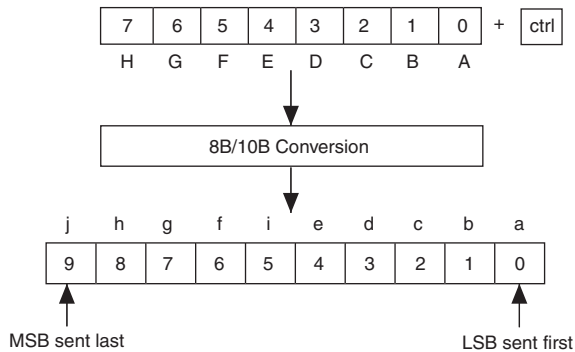 7 6 5 4 3 2 1 0 + ctrl
H G F E D C B A
8B/10B Conversion
j h g f i e d c b a
9 8 7 6 5 4 3 2 1 0
MSB sent last LSB sent first